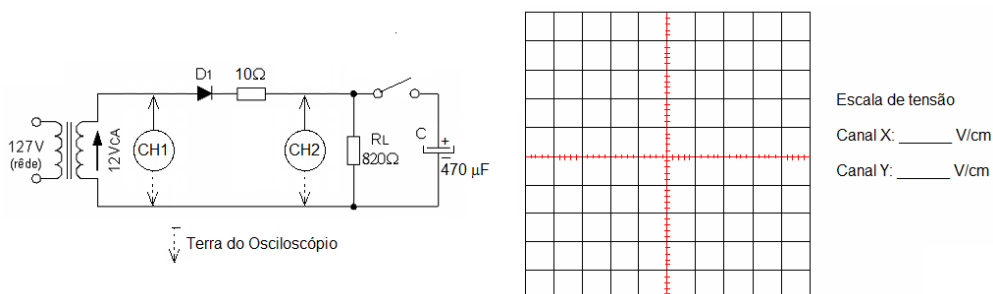 D1
10Ω
127V
(rêde)
12VCA
CH1
CH2
RL
820Ω
C
+
470 µF
Terra do Osciloscópio
Escala de tensão
Canal X: ______ V/cm
Canal Y: ______ V/cm